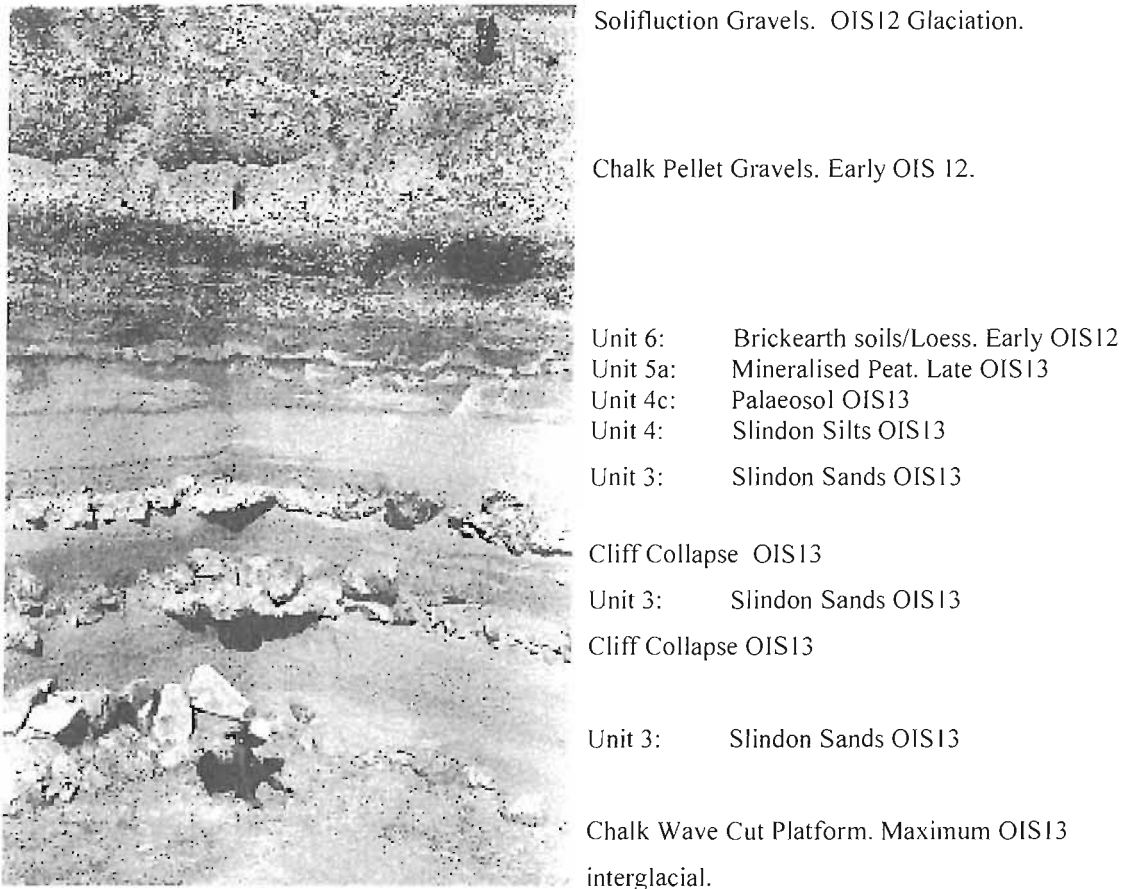 Solifluction Gravels. OIS12 Glaciation.
Chalk Pellet Gravels. Early OIS 12.
Unit 6: Brickearth soils/Loess. Early OIS12
Unit 5a: Mineralised Peat. Late OIS13
Unit 4c: Palaeosol OIS13
Unit 4: Slindon Silts OIS13
Unit 3: Slindon Sands OIS13
Cliff Collapse OIS13
Unit 3: Slindon Sands OIS13
Cliff Collapse OIS13
Unit 3: Slindon Sands OIS13
Chalk Wave Cut Platform. Maximum OIS13
interglacial.